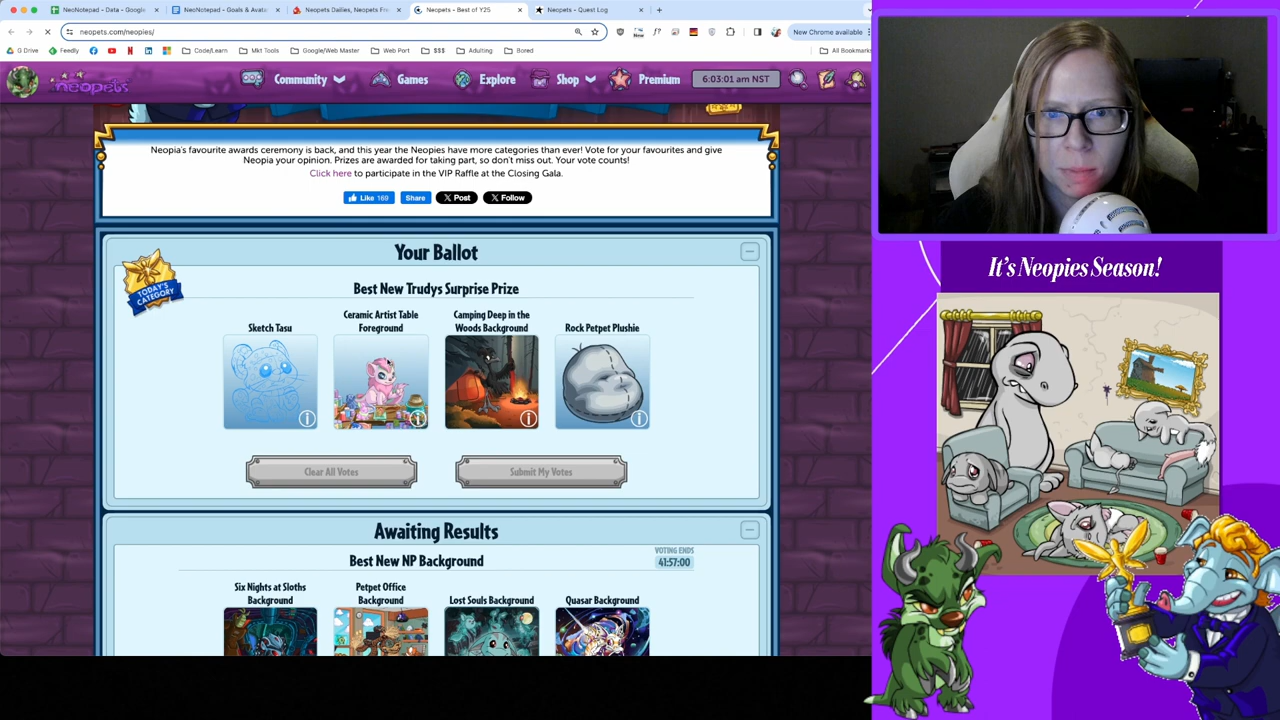 NeoNotepad - Data - Google
NeoNotepad - Goals & Avata
Neopets Dailies, Neopets Fre
Neopets - Best of Y25
Neopets - Quest Log
neopets.com/neopies/
New Chrome available
G Drive
Feedly
Code/Learn
Mkt Tools
Google/Web Master
Web Port
$$$
Adulting
Bored
All Bookmarks
neopets
Community
Games
Explore
Shop
Premium
6:03:01 am NST
Neopia's favourite awards ceremony is back, and this year the Neopies have more categories than ever! Vote for your favourites and give
Neopia your opinion. Prizes are awarded for taking part, so don't miss out. Your vote counts!
Click here to participate in the VIP Raffle at the Closing Gala.
Like 169
Share
X Post
X Follow
Your Ballot
TODAY'S
CATEGORY
Best New Trudys Surprise Prize
Sketch Tasu
Ceramic Artist Table
Foreground
Camping Deep in the
Woods Background
Rock Petpet Plushie
Clear All Votes
Submit My Votes
Awaiting Results
Best New NP Background
VOTING ENDS
41:57:00
Six Nights at Sloths
Background
Petpet Office
Background
Lost Souls Background
Quasar Background
It's Neopies Season!